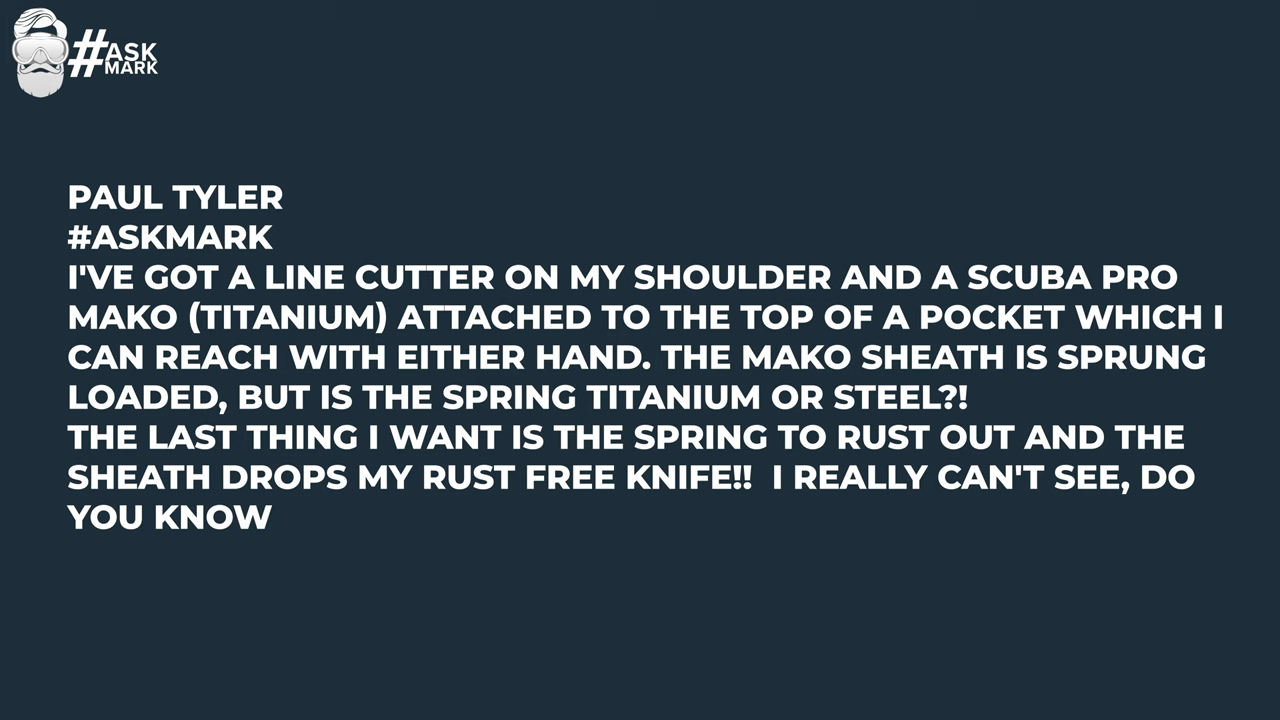 #ASK
MARK
PAUL TYLER
#ASKMARK
I'VE GOT A LINE CUTTER ON MY SHOULDER AND A SCUBA PRO
MAKO (TITANIUM) ATTACHED TO THE TOP OF A POCKET WHICH I
CAN REACH WITH EITHER HAND. THE MAKO SHEATH IS SPRUNG
LOADED, BUT IS THE SPRING TITANIUM OR STEEL?!
THE LAST THING I WANT IS THE SPRING TO RUST OUT AND THE
SHEATH DROPS MY RUST FREE KNIFE!!  I REALLY CAN'T SEE, DO
YOU KNOW